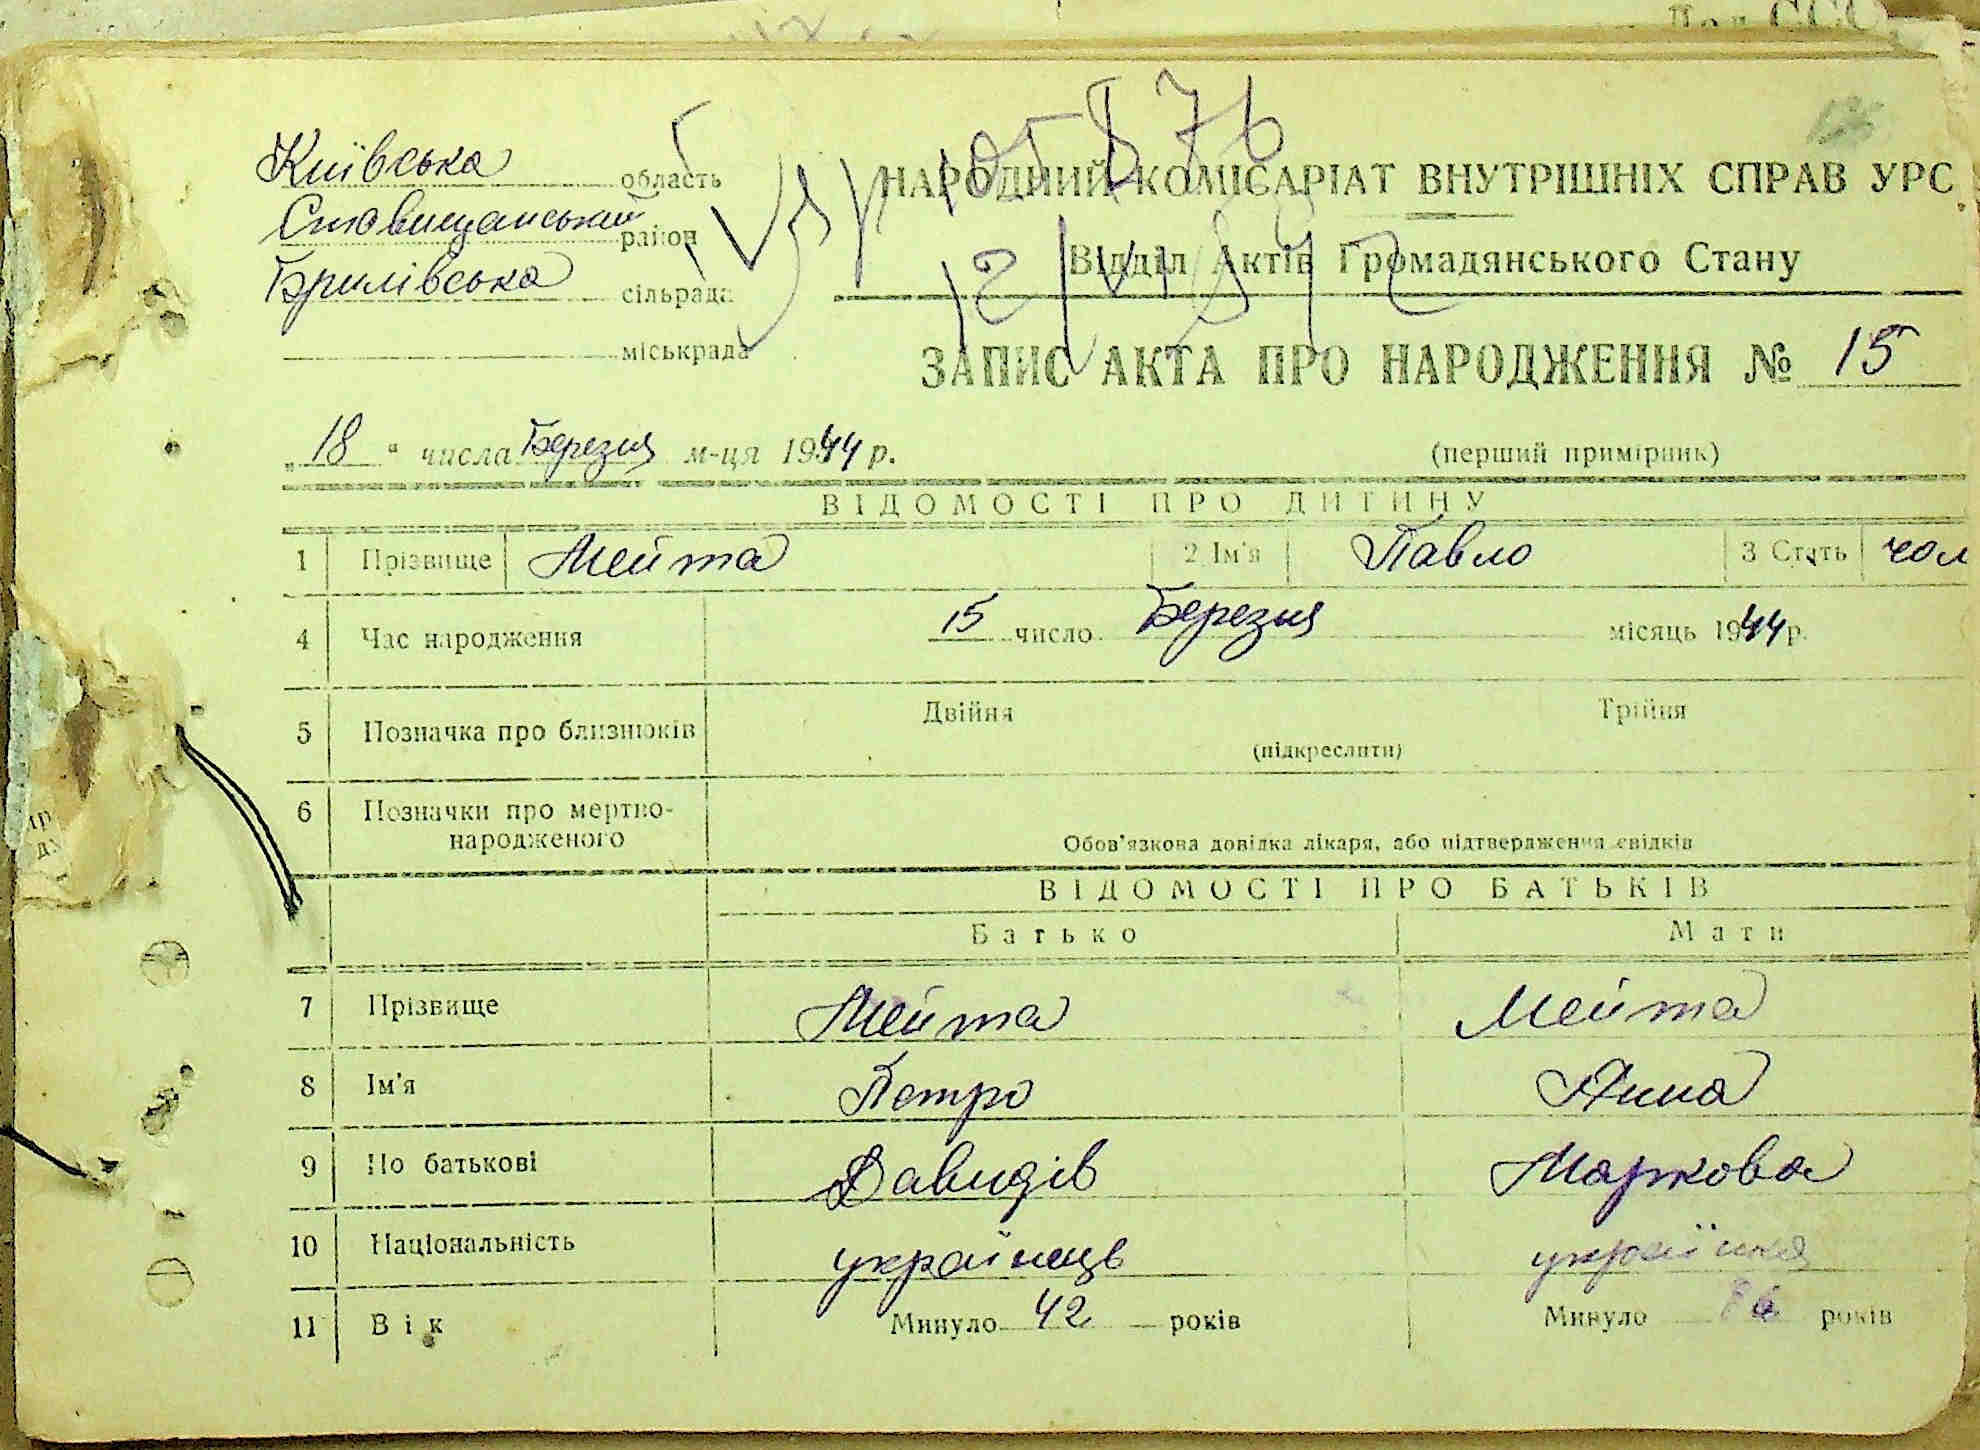 Київська область
Ставищанський район
Брилівська сільрада
міськрада
НАРОДНИЙ КОМІСАРІАТ ВНУТРІШНІХ СПРАВ УРС
Відділ Актів Громадянського Стану
ЗАПИС АКТА ПРО НАРОДЖЕННЯ № 15
„18“ числа Березня м-ця 1944 р.
(перший примірник)
ВІДОМОСТІ ПРО ДИТИНУ
1 Прізвище Мейта 2 Ім'я Павло 3 Стать чол
4 Час народження 15 число Березня місяць 1944 р.
5 Позначка про близнюків Двійня Трійня
(підкреслити)
6 Позначки про мертво-
народженого
Обов'язкова довідка лікаря, або підтвердження свідків
ВІДОМОСТІ ПРО БАТЬКІВ
Батько Мати
7 Прізвище Мейта Мейта
8 Ім'я Петро Анна
9 По батькові Давидів Маркова
10 Національність українець українка
11 Вік Минуло 42 років Минуло років